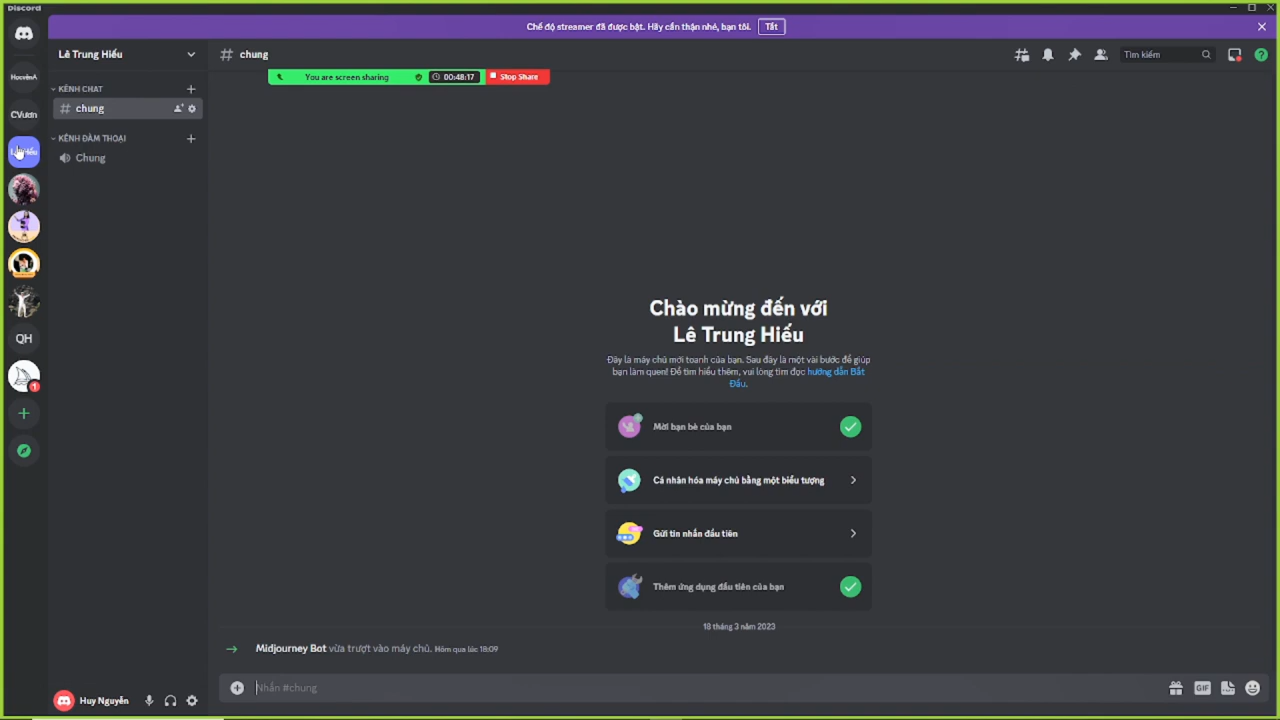 Discord
Chế độ streamer đã được bật. Hãy cẩn thận nhé, bạn tôi.
Tắt
Lê Trung Hiếu
chung
Tìm kiếm
You are screen sharing
00:48:17
Stop Share
KÊNH CHAT
chung
KÊNH ĐÀM THOẠI
Chung
CVươn
QH
1
Chào mừng đến với
Lê Trung Hiếu
Đây là máy chủ mới toanh của bạn. Sau đây là một vài bước để giúp
bạn làm quen! Để tìm hiểu thêm, vui lòng tìm đọc hướng dẫn Bắt
Đầu.
Mời bạn bè của bạn
Cá nhân hóa máy chủ bằng một biểu tượng
Gửi tin nhắn đầu tiên
Thêm ứng dụng đầu tiên của bạn
18 tháng 3 năm 2023
Midjourney Bot vừa trượt vào máy chủ. Hôm qua lúc 18:09
Nhắn #chung
GIF
Huy Nguyễn